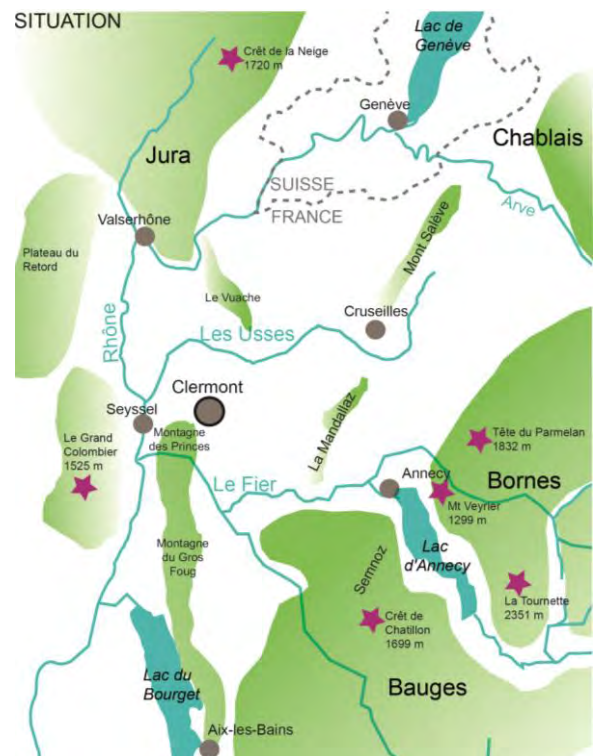 SITUATION
Lac de
Genève
Crêt de la Neige
1720 m
Genève
Chablais
Jura
SUISSE
FRANCE
Arve
Valserhône
Plateau du
Retord
Mont Salève
Le Vuache
Cruseilles
Rhône
Les Usses
Clermont
Seyssel
Montagne
des Princes
La Mandallaz
Le Grand
Colombier
1525 m
Tête du Parmelan
1832 m
Annecy
Bornes
Le Fier
Mt Veyrier
1299 m
Montagne
du Gros
Foug
Lac
d'Annecy
Semnoz
La Tournette
2351 m
Crêt de
Chatillon
1699 m
Lac du
Bourget
Bauges
Aix-les-Bains